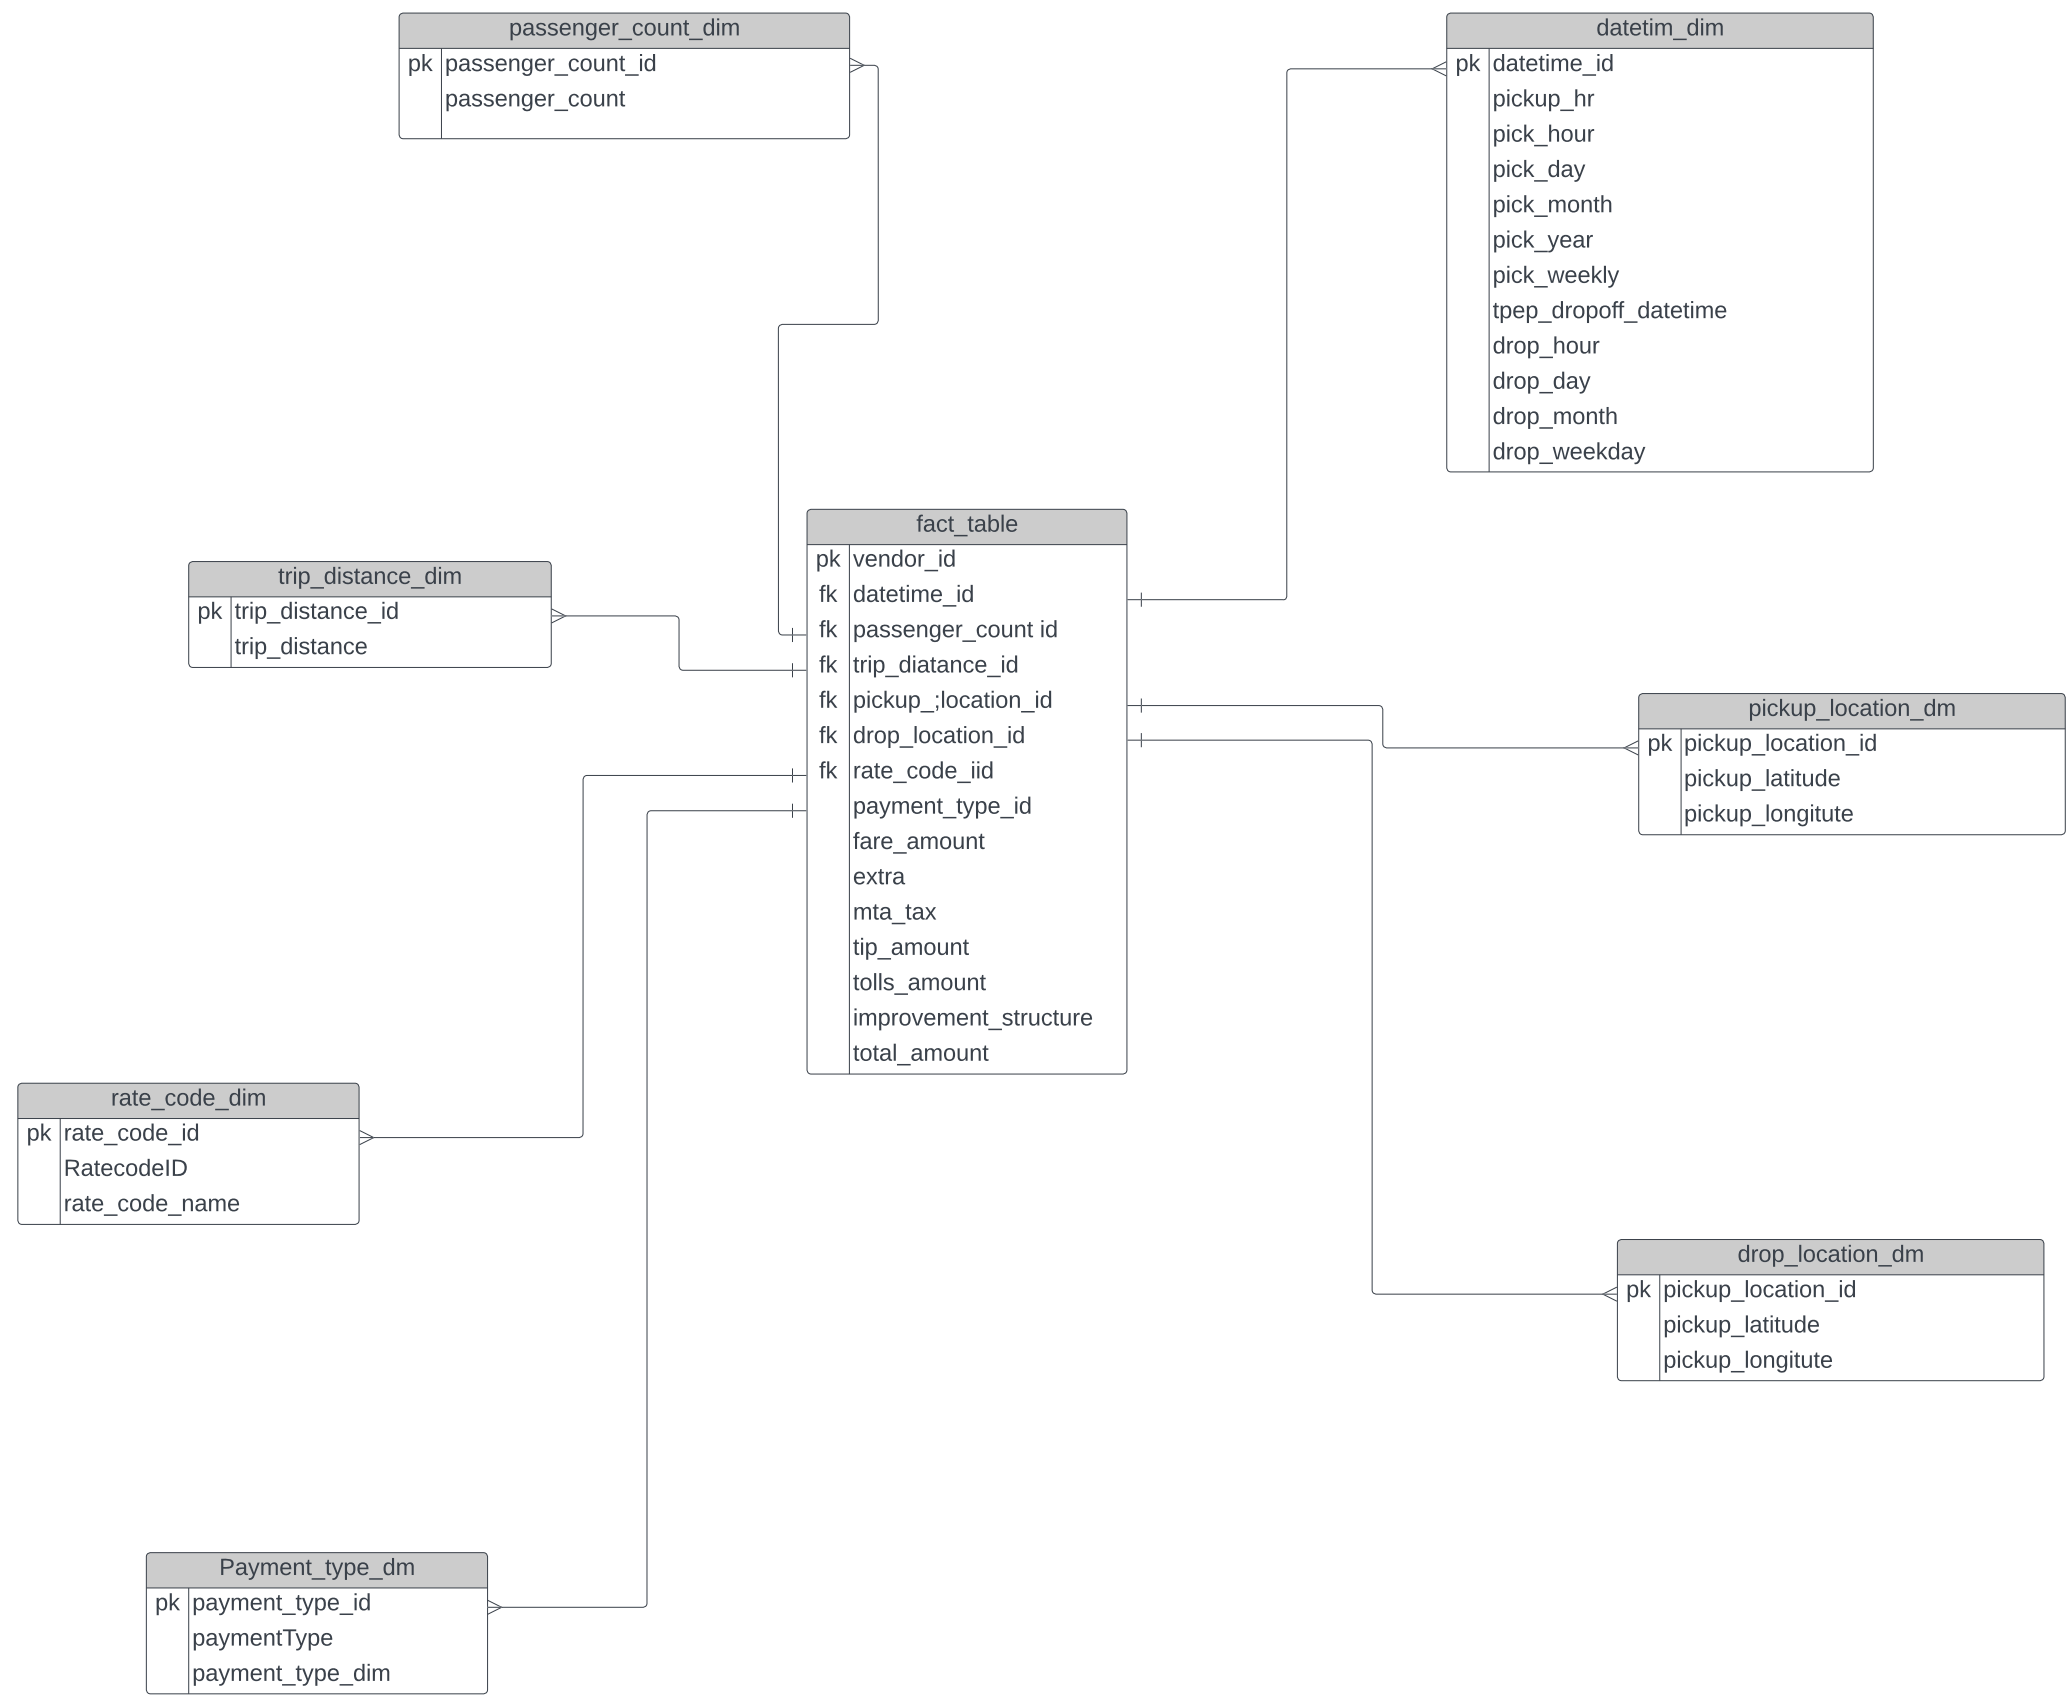 passenger_count_dim
pk passenger_count_id
passenger_count
datetim_dim
pk datetime_id
pickup_hr
pick_hour
pick_day
pick_month
pick_year
pick_weekly
tpep_dropoff_datetime
drop_hour
drop_day
drop_month
drop_weekday
fact_table
pk vendor_id
fk datetime_id
fk passenger_count id
fk trip_diatance_id
fk pickup_;location_id
fk drop_location_id
fk rate_code_iid
payment_type_id
fare_amount
extra
mta_tax
tip_amount
tolls_amount
improvement_structure
total_amount
trip_distance_dim
pk trip_distance_id
trip_distance
pickup_location_dm
pk pickup_location_id
pickup_latitude
pickup_longitute
rate_code_dim
pk rate_code_id
RatecodeID
rate_code_name
drop_location_dm
pk pickup_location_id
pickup_latitude
pickup_longitute
Payment_type_dm
pk payment_type_id
paymentType
payment_type_dim